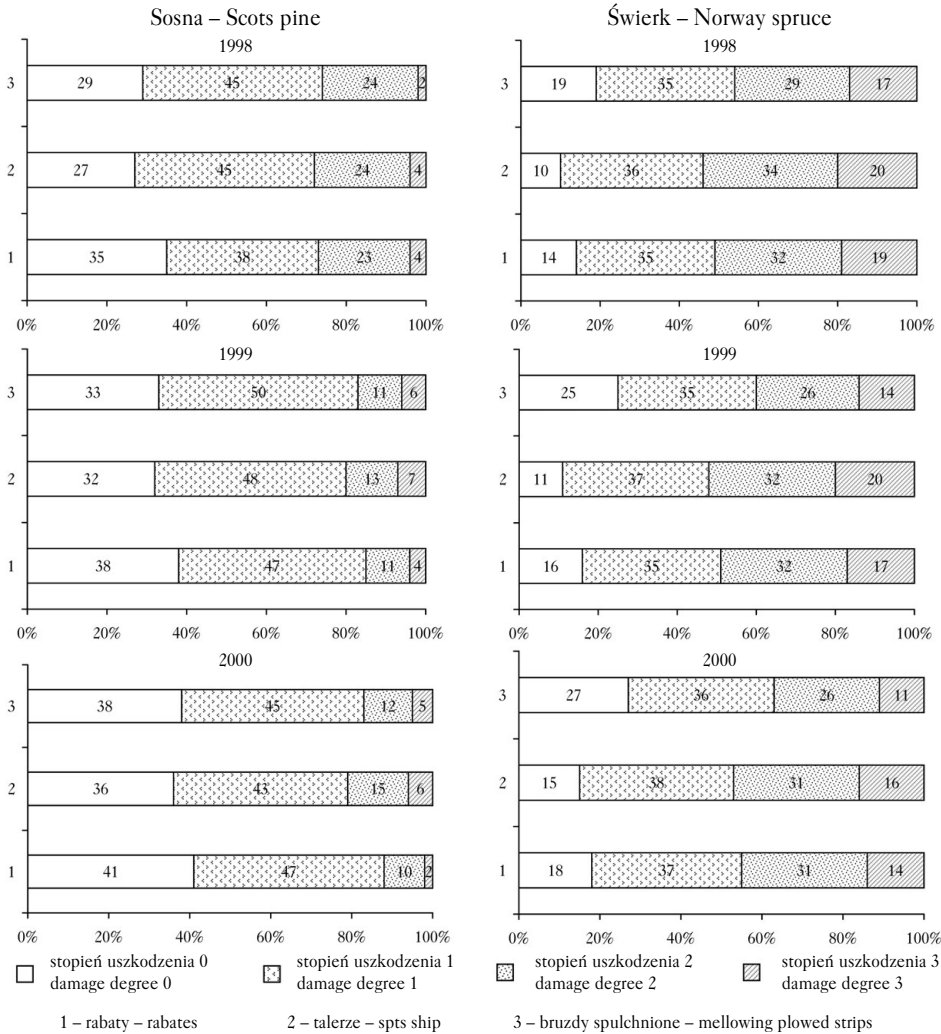 Sosna – Scots pine
1998
3 29 45 24 2
2 27 45 24 4
1 35 38 23 4
0% 20% 40% 60% 80% 100%
1999
3 33 50 11 6
2 32 48 13 7
1 38 47 11 4
0% 20% 40% 60% 80% 100%
2000
3 38 45 12 5
2 36 43 15 6
1 41 47 10 2
0% 20% 40% 60% 80% 100%
Świerk – Norway spruce
1998
3 19 35 29 17
2 10 36 34 20
1 14 35 32 19
0% 20% 40% 60% 80% 100%
1999
3 25 35 26 14
2 11 37 32 20
1 16 35 32 17
0% 20% 40% 60% 80% 100%
2000
3 27 36 26 11
2 15 38 31 16
1 18 37 31 14
0% 20% 40% 60% 80% 100%
stopień uszkodzenia 0
damage degree 0
stopień uszkodzenia 1
damage degree 1
stopień uszkodzenia 2
damage degree 2
stopień uszkodzenia 3
damage degree 3
1 – rabaty – rabates
2 – talerze – spts ship
3 – bruzdy spulchnione – mellowing plowed strips